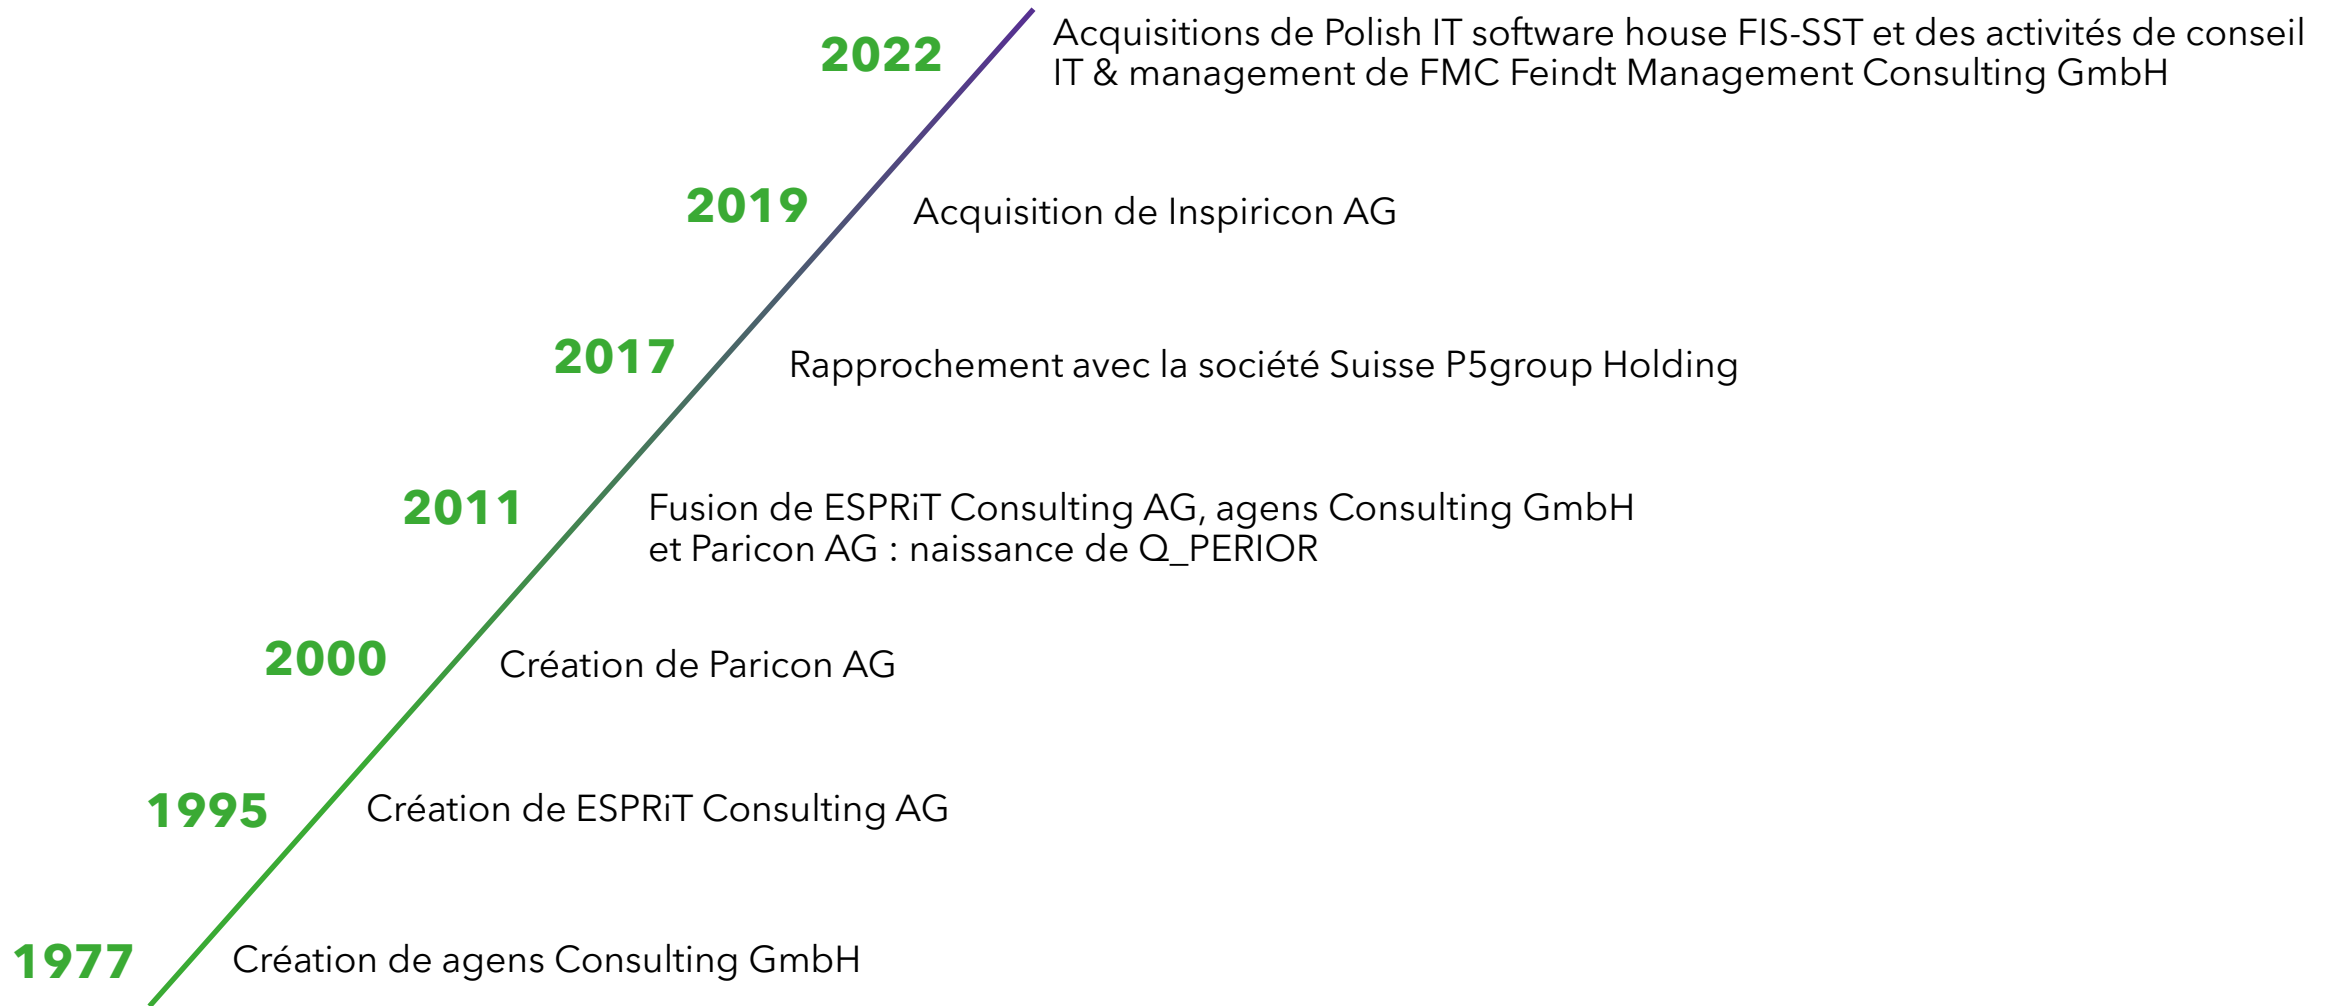 2022
Acquisitions de Polish IT software house FIS-SST et des activités de conseil
IT & management de FMC Feindt Management Consulting GmbH
2019
Acquisition de Inspiricon AG
2017
Rapprochement avec la société Suisse P5group Holding
2011
Fusion de ESPRiT Consulting AG, agens Consulting GmbH
et Paricon AG : naissance de Q_PERIOR
2000
Création de Paricon AG
1995
Création de ESPRiT Consulting AG
1977
Création de agens Consulting GmbH